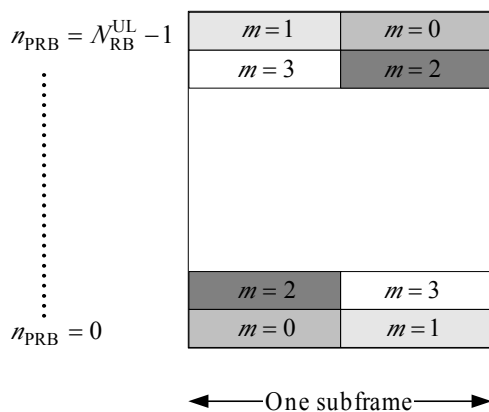 n_PRB = N_RB^UL − 1
m = 1 m = 0
m = 3 m = 2
m = 2 m = 3
n_PRB = 0
m = 0 m = 1
One subframe